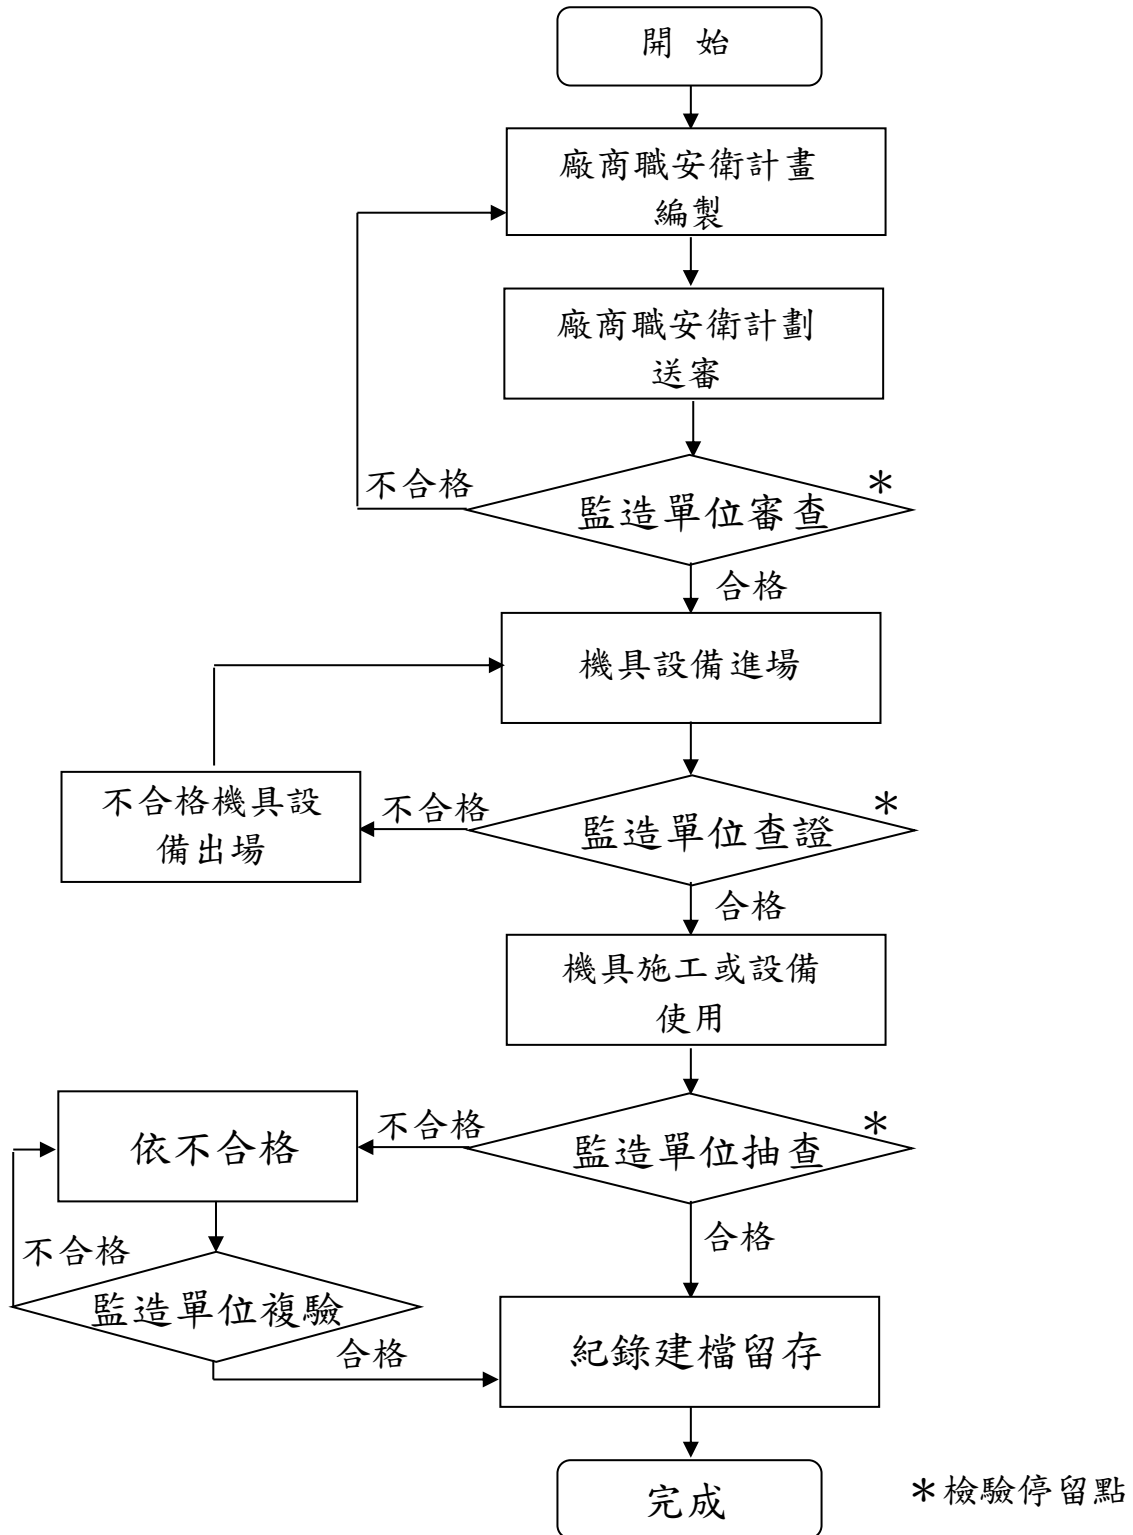 開 始
廠商職安衛計畫
編製
廠商職安衛計劃
送審
不合格
監造單位審查
＊
合格
機具設備進場
不合格機具設
備出場
不合格
監造單位查證
＊
合格
機具施工或設備
使用
依不合格
不合格
監造單位抽查
＊
不合格
合格
監造單位複驗
合格
紀錄建檔留存
完成
＊檢驗停留點